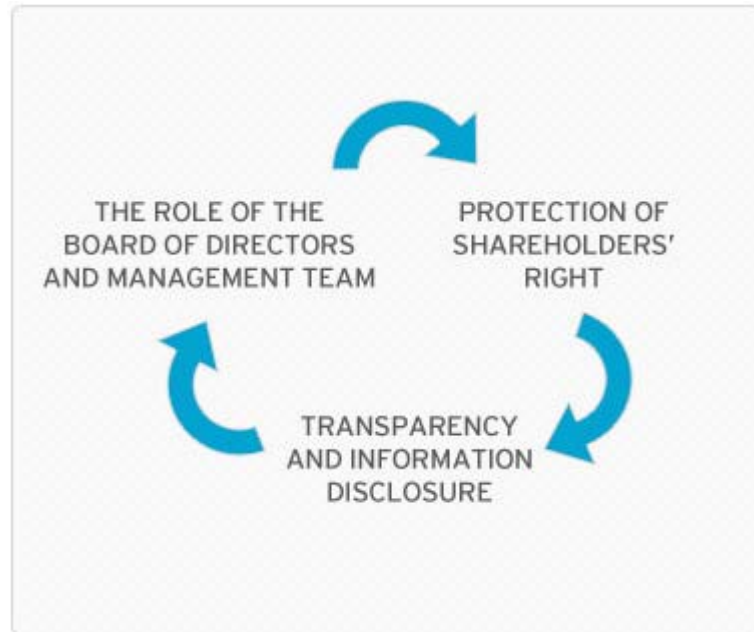 THE ROLE OF THE
BOARD OF DIRECTORS
AND MANAGEMENT TEAM
PROTECTION OF
SHAREHOLDERS'
RIGHT
TRANSPARENCY
AND INFORMATION
DISCLOSURE